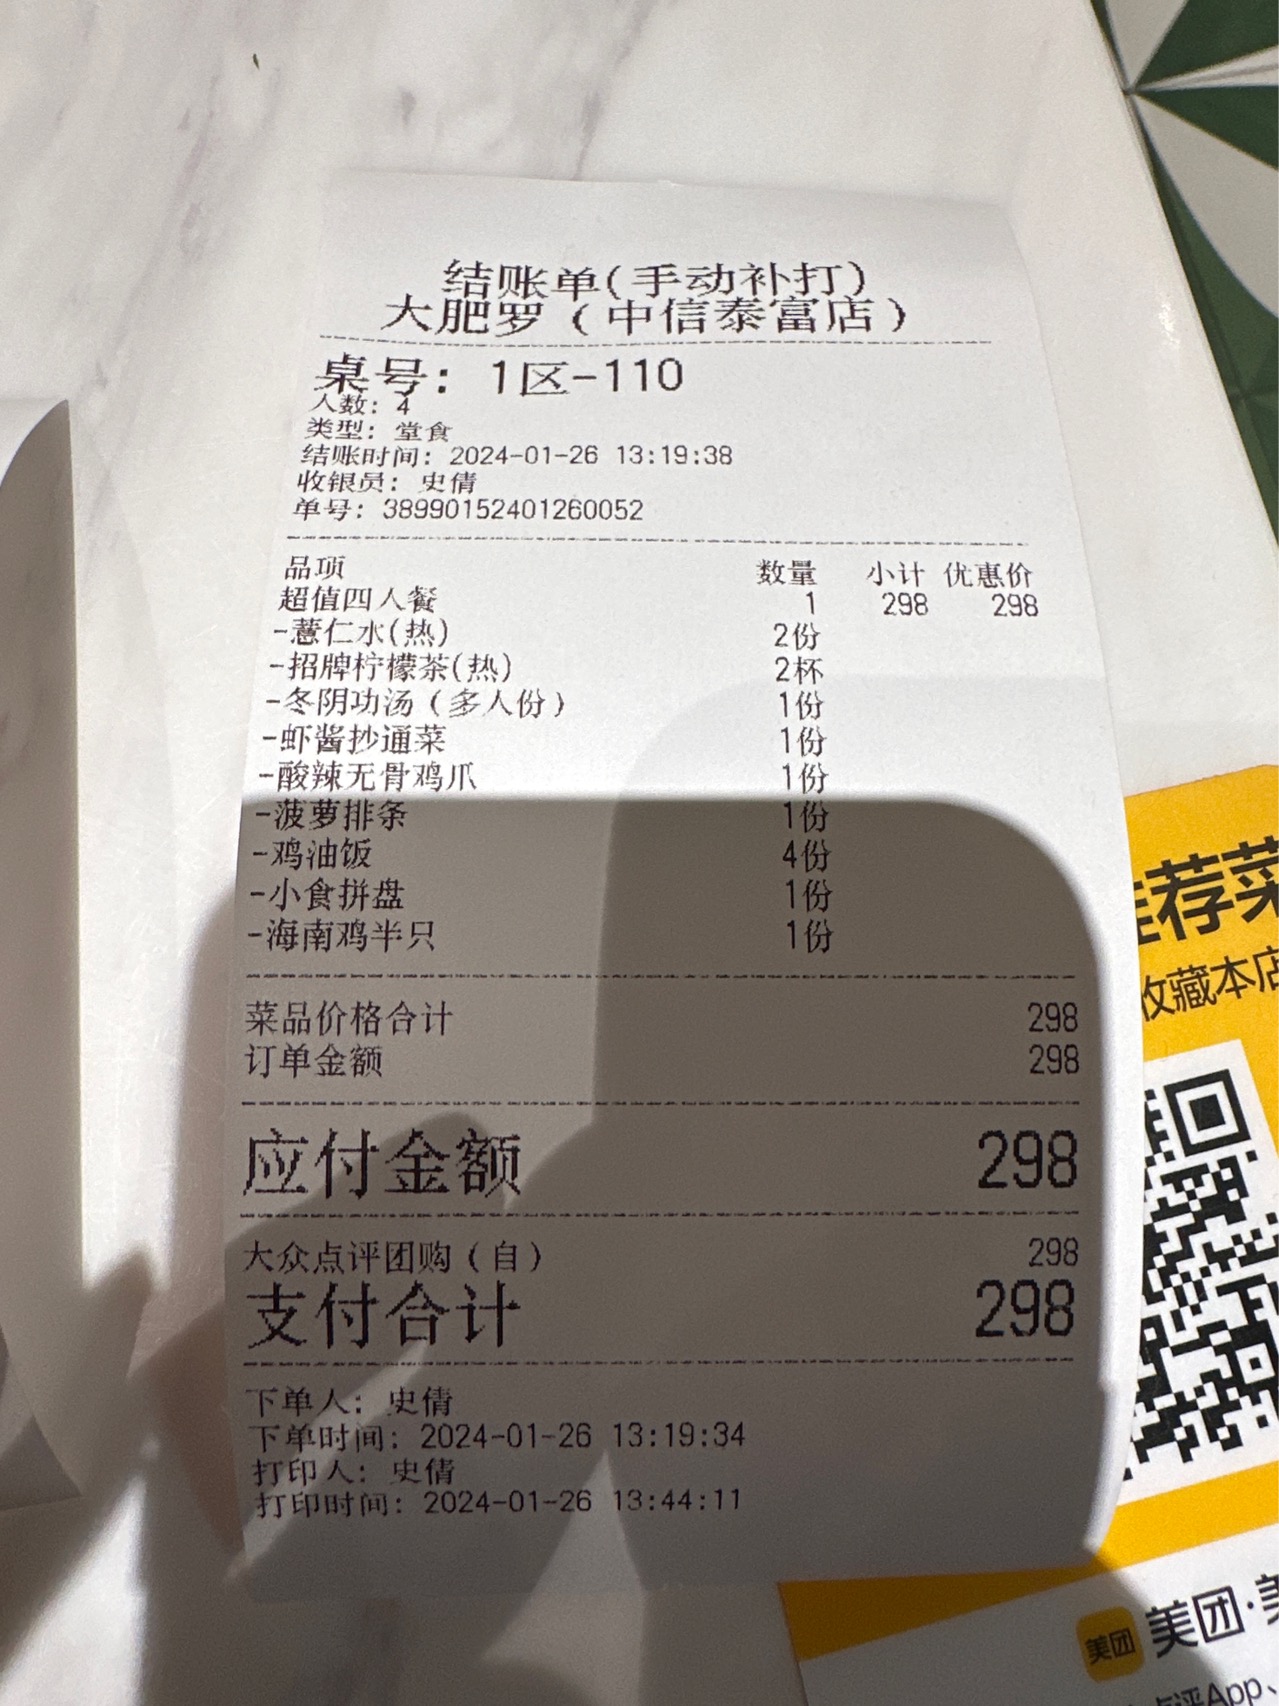 结账单(手动补打)
大肥罗(中信泰富店)
桌号: 1区-110
人数: 4
类型: 堂食
结账时间: 2024-01-26 13:19:38
收银员: 史倩
单号: 38990152401260052
品项 数量 小计 优惠价
超值四人餐 1 298 298
-薏仁水(热) 2份
-招牌柠檬茶(热) 2杯
-冬阴功汤(多人份) 1份
-虾酱抄通菜 1份
-酸辣无骨鸡爪 1份
-菠萝排条 1份
-鸡油饭 4份
-小食拼盘 1份
-海南鸡半只 1份
菜品价格合计 298
订单金额 298
应付金额 298
大众点评团购(自) 298
支付合计 298
下单人: 史倩
下单时间: 2024-01-26 13:19:34
打印人: 史倩
打印时间: 2024-01-26 13:44:11
荐菜
收藏本店
美团 美团·美
点评App、